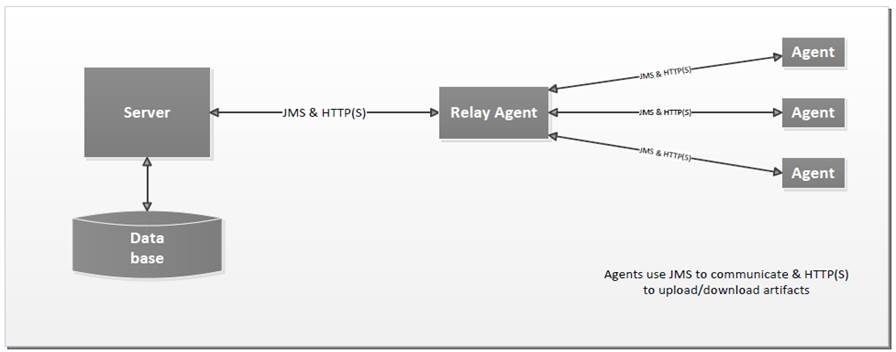 Server
JMS & HTTP(S)
Relay Agent
JMS & HTTP(S)
Agent
JMS & HTTP(S)
Agent
JMS & HTTP(S)
Agent
Data
base
Agents use JMS to communicate & HTTP(S)
to upload/download artifacts